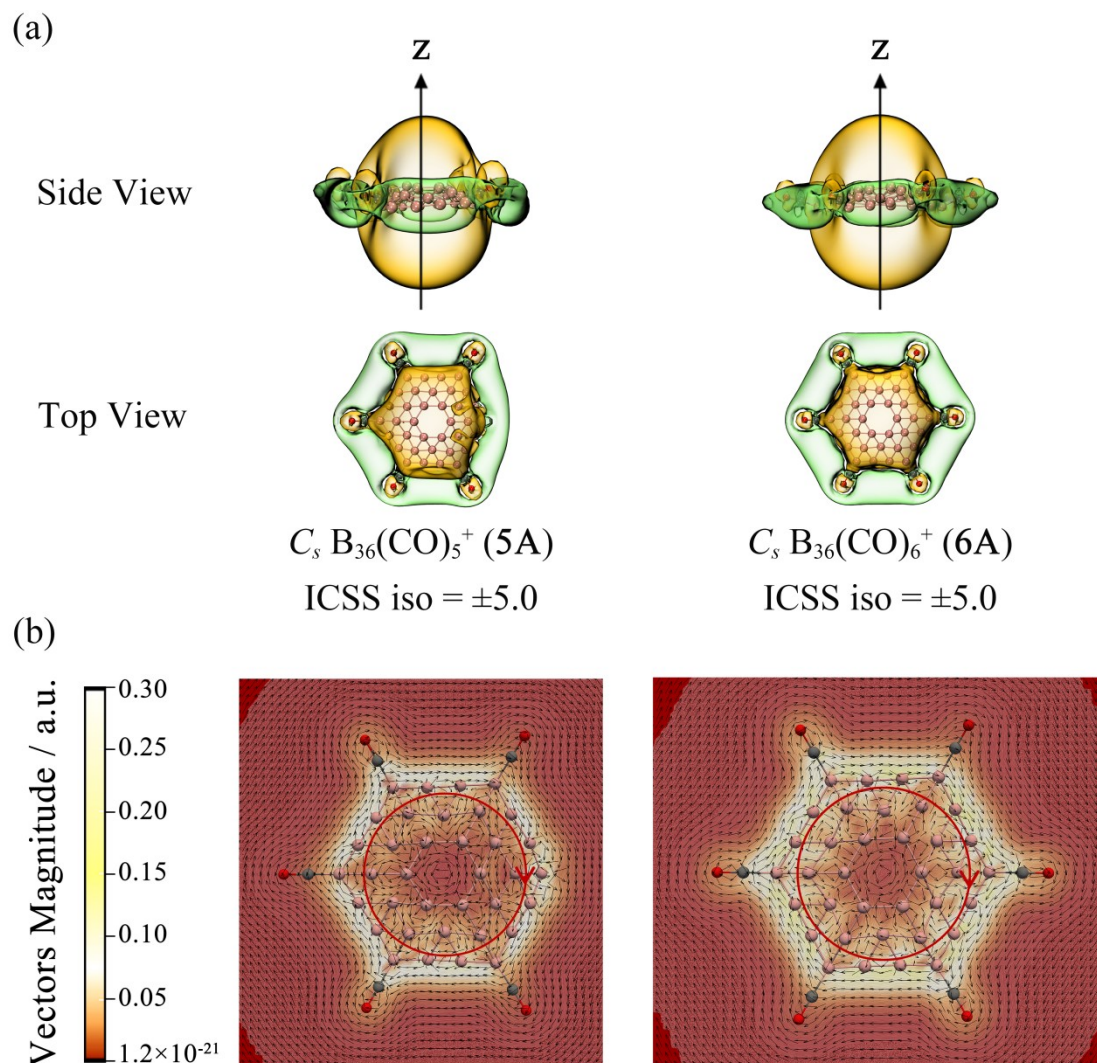 (a)
z z
Side View
Top View
Cₛ B₃₆(CO)₅⁺ (5A) Cₛ B₃₆(CO)₆⁺ (6A)
ICSS iso = ±5.0 ICSS iso = ±5.0
(b)
Vectors Magnitude / a.u.
0.30
0.25
0.20
0.15
0.10
0.05
1.2×10⁻²¹